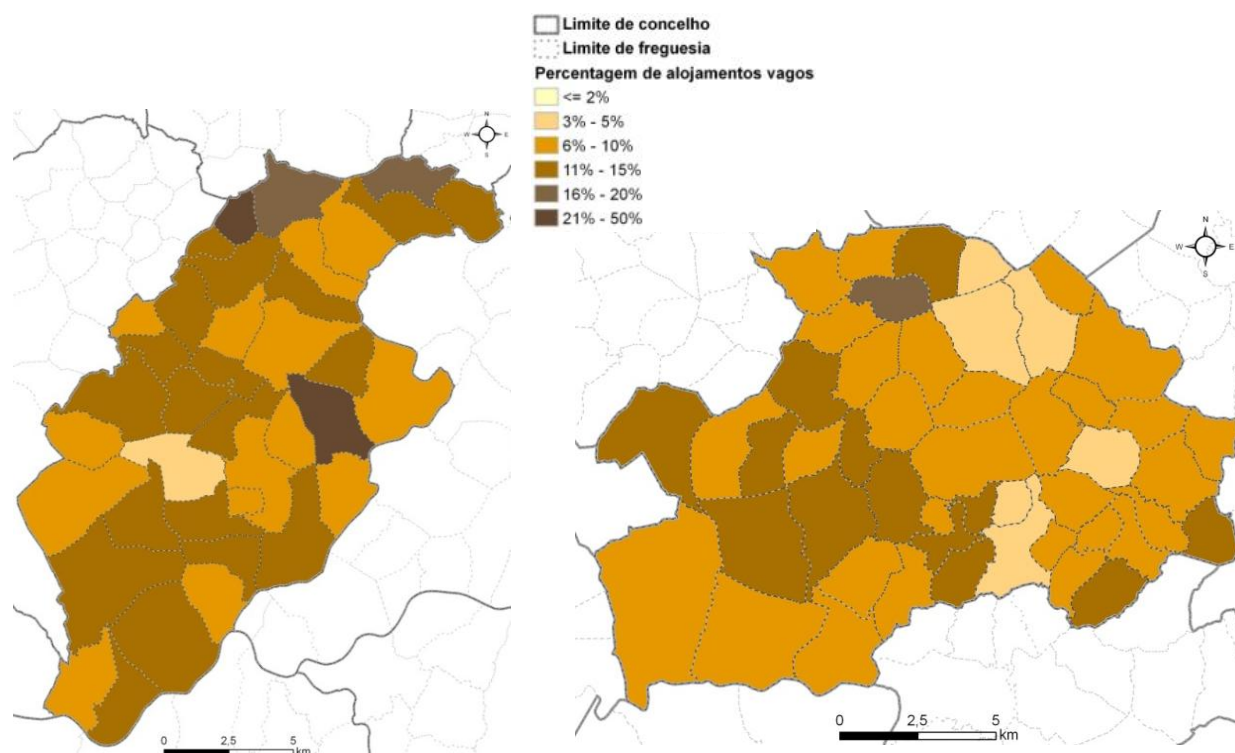 Limite de concelho
Limite de freguesia
Percentagem de alojamentos vagos
<= 2%
3% - 5%
6% - 10%
11% - 15%
16% - 20%
21% - 50%
N
W E
S
0 2,5 5
km
N
W E
S
0 2,5 5
km